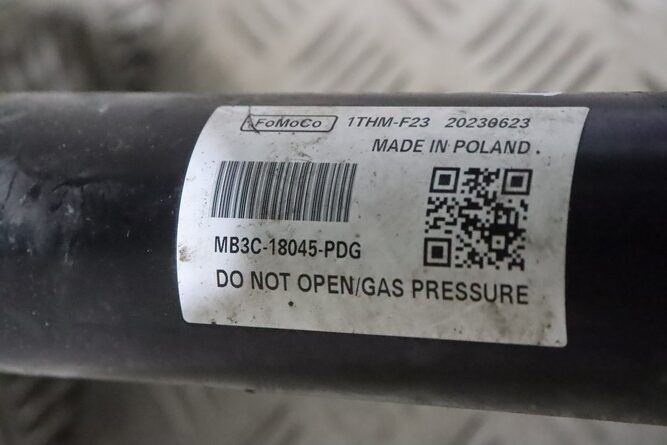 FoMoCo 1THM-F23 20230623
MADE IN POLAND .
MB3C-18045-PDG
DO NOT OPEN/GAS PRESSURE